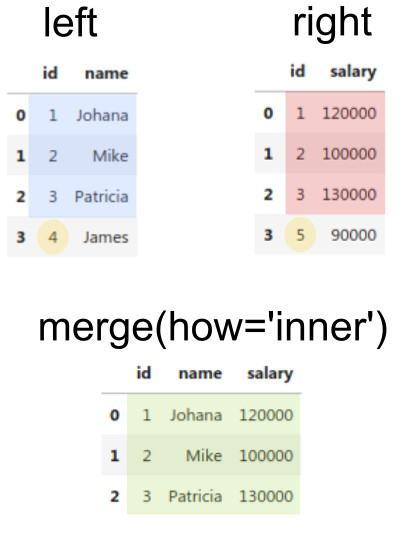 left right
id name id salary
0 1 Johana 0 1 120000
1 2 Mike 1 2 100000
2 3 Patricia 2 3 130000
3 4 James 3 5 90000
merge(how='inner')
id name salary
0 1 Johana 120000
1 2 Mike 100000
2 3 Patricia 130000